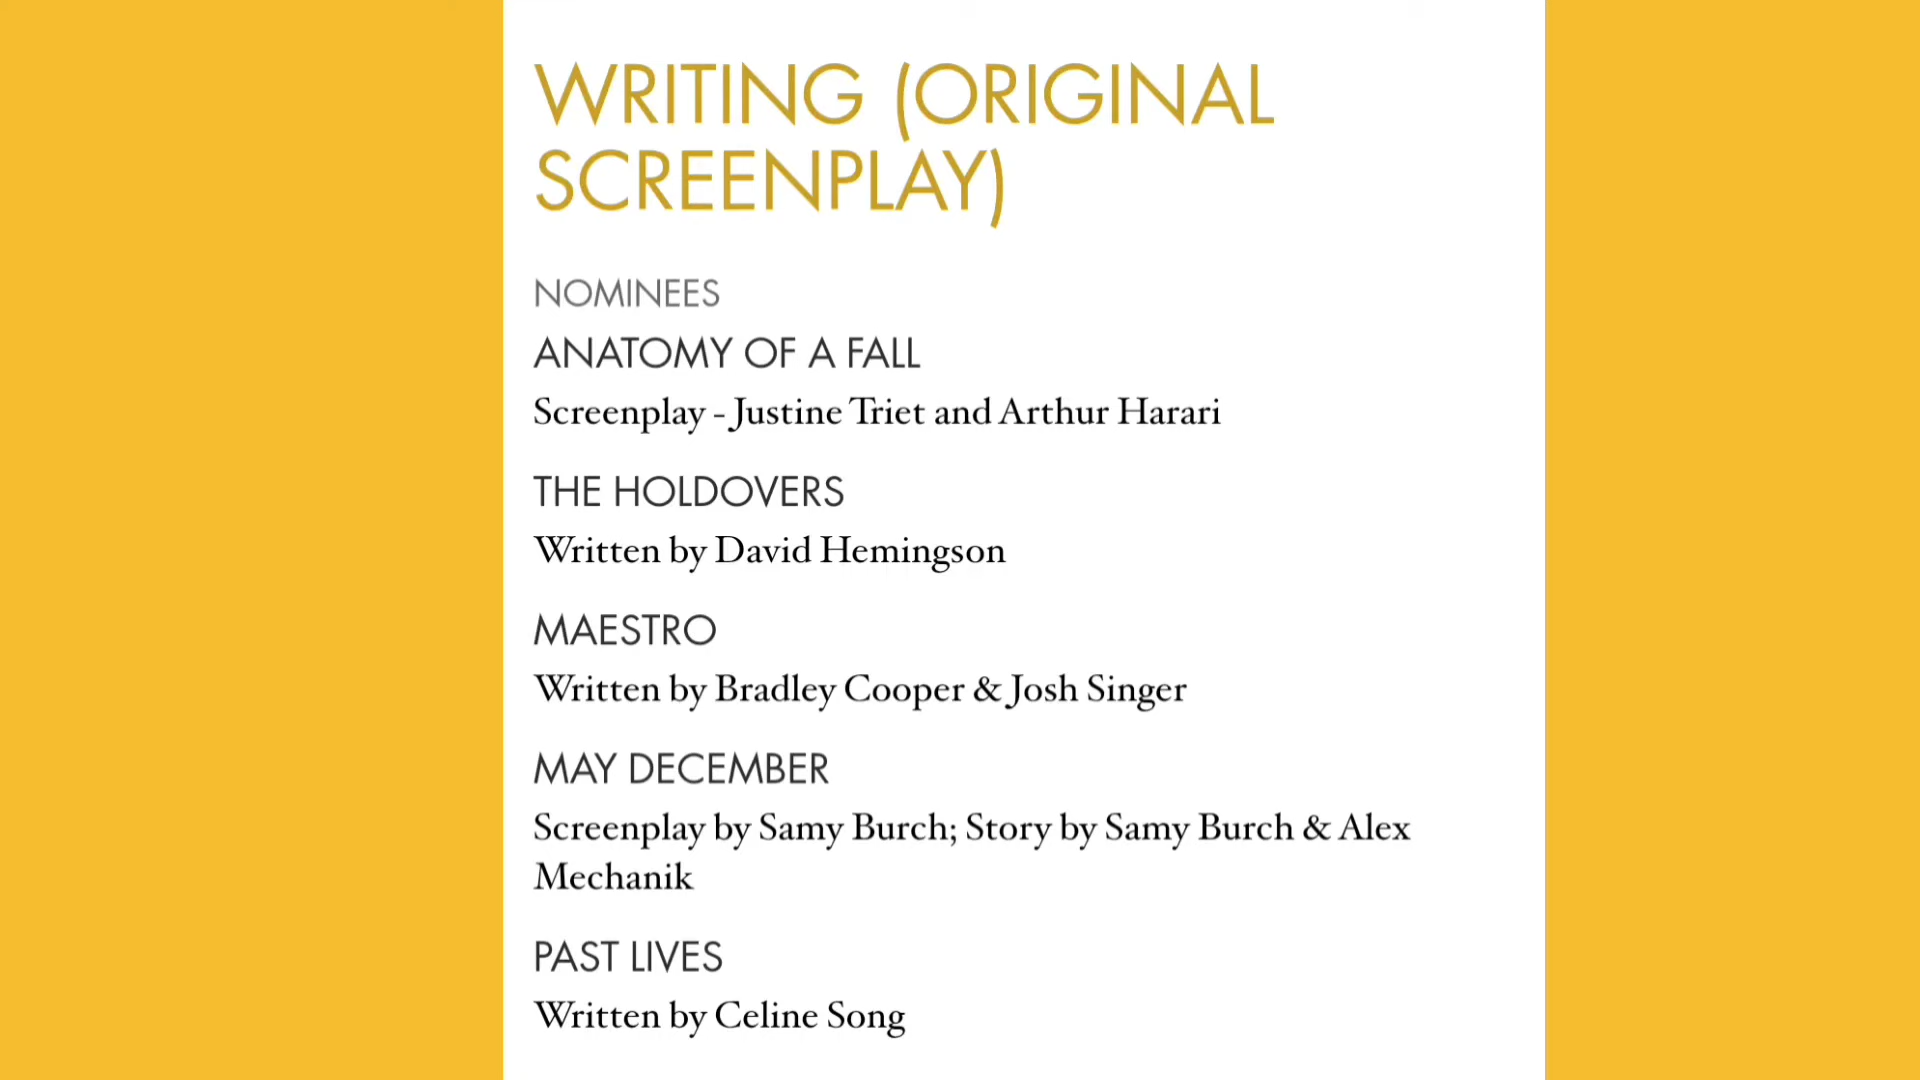 WRITING (ORIGINAL
SCREENPLAY)
NOMINEES
ANATOMY OF A FALL
Screenplay - Justine Triet and Arthur Harari
THE HOLDOVERS
Written by David Hemingson
MAESTRO
Written by Bradley Cooper & Josh Singer
MAY DECEMBER
Screenplay by Samy Burch; Story by Samy Burch & Alex
Mechanik
PAST LIVES
Written by Celine Song